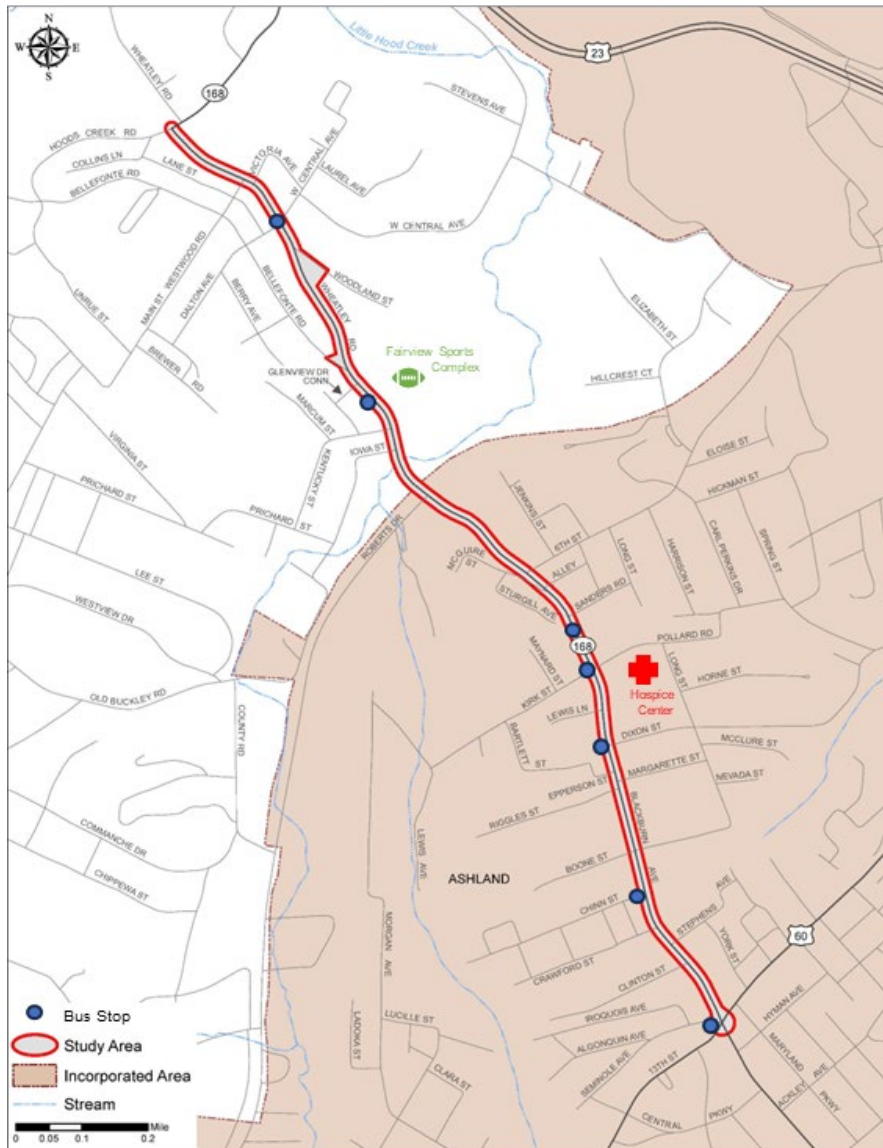 N
W E
S
WHEATLEY RD
168
Little Hood Creek
23
STEVENS AVE
HOODS CREEK RD
COLLINS LN
LANE ST
BELLEFONTE RD
VICTORIA AVE
W CENTRAL AVE
LAUREL AVE
W CENTRAL AVE
UNRUE ST
MAIN ST
WESTWOOD RD
DALTON AVE
BERRY AVE
BELLEFONTE RD
WOODLAND ST
WHEATLEY RD
ELIZABETH ST
BREWER RD
GLENVIEW DR
CONN
Fairview Sports
Complex
HILLCREST CT
MARCUM ST
IOWA ST
KENTUCKY ST
VIRGINIA ST
PRICHARD ST
PRICHARD ST
ELOISE ST
HICKMAN ST
ROBERTS DR
JENKINS ST
6TH ST
ALLEY
LONG ST
HARRISON ST
CARL PERKINS DR
SPRING ST
MCGUIRE
ST
STURGILL AVE
SANDERS RD
LEE ST
WESTVIEW DR
168
POLLARD RD
MAYNARD ST
KIRK ST
LONG ST
HORNE ST
Hospice
Center
OLD BUCKLEY RD
COUNTY RD
LEWIS LN
BARTLETT
ST
DIXON ST
MCCLURE ST
MARGARETTE ST
NEVADA ST
EPPERSON ST
RIGGLES ST
BLACKBURN AVE
COMMANCHE DR
CHIPPEWA ST
LEWIS AVE
BOONE ST
ASHLAND
CHINN ST
STEPHENS AVE
YORK ST
60
MORGAN AVE
CRAWFORD ST
CLINTON ST
IROQUOIS AVE
HYMAN AVE
ALGONQUIN AVE
SEMINOLE AVE
13TH ST
MARYLAND PKWY
ACKLEY AVE
CENTRAL PKWY
LADOKA ST
LUCILLE ST
CLARA ST
Bus Stop
Study Area
Incorporated Area
Stream
Mile
0 0.05 0.1 0.2